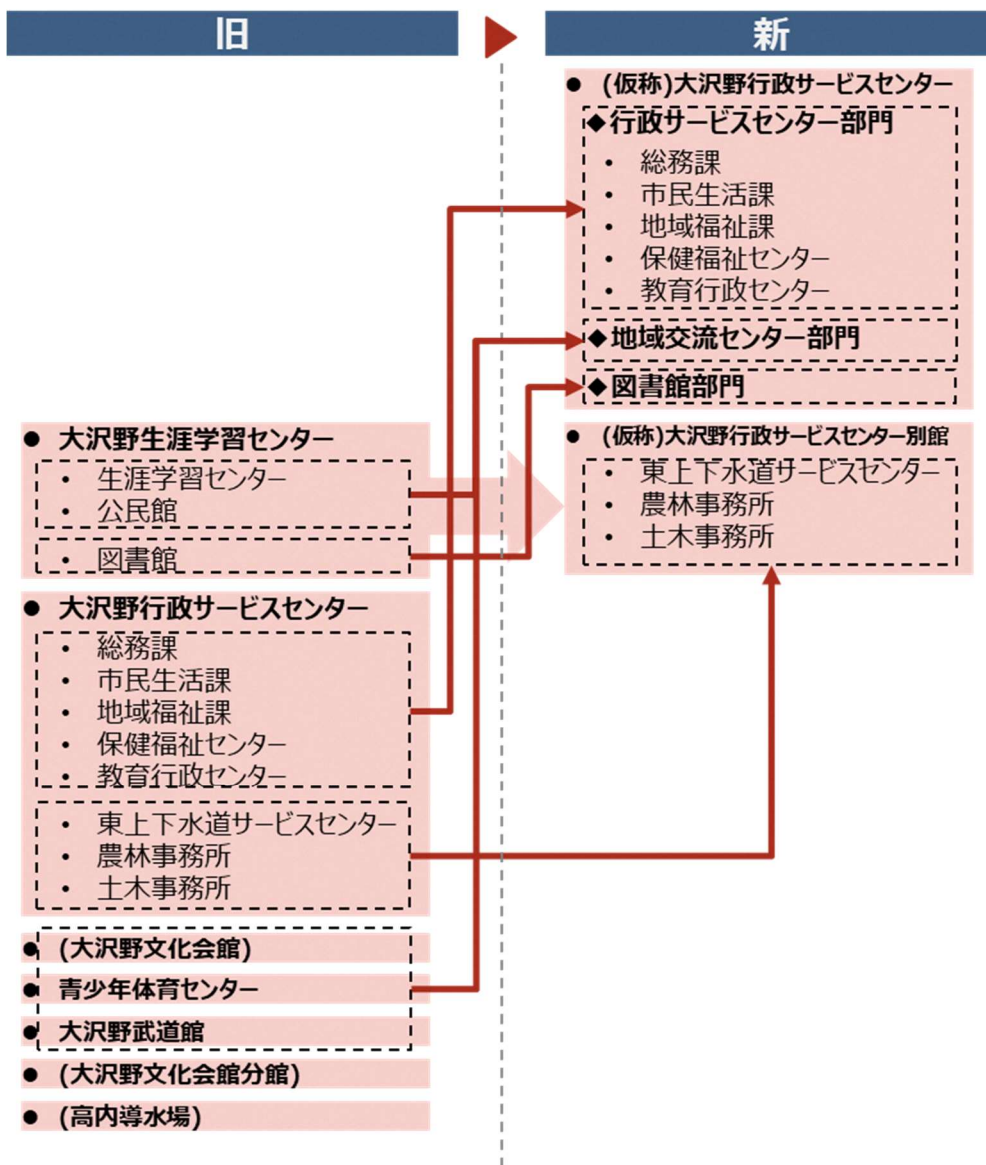 旧
新
● (仮称)大沢野行政サービスセンター
◆行政サービスセンター部門
・ 総務課
・ 市民生活課
・ 地域福祉課
・ 保健福祉センター
・ 教育行政センター
◆地域交流センター部門
◆図書館部門
● (仮称)大沢野行政サービスセンター別館
・ 東上下水道サービスセンター
・ 農林事務所
・ 土木事務所
● 大沢野生涯学習センター
・ 生涯学習センター
・ 公民館
・ 図書館
● 大沢野行政サービスセンター
・ 総務課
・ 市民生活課
・ 地域福祉課
・ 保健福祉センター
・ 教育行政センター
・ 東上下水道サービスセンター
・ 農林事務所
・ 土木事務所
● (大沢野文化会館)
● 青少年体育センター
● 大沢野武道館
● (大沢野文化会館分館)
● (高内導水場)